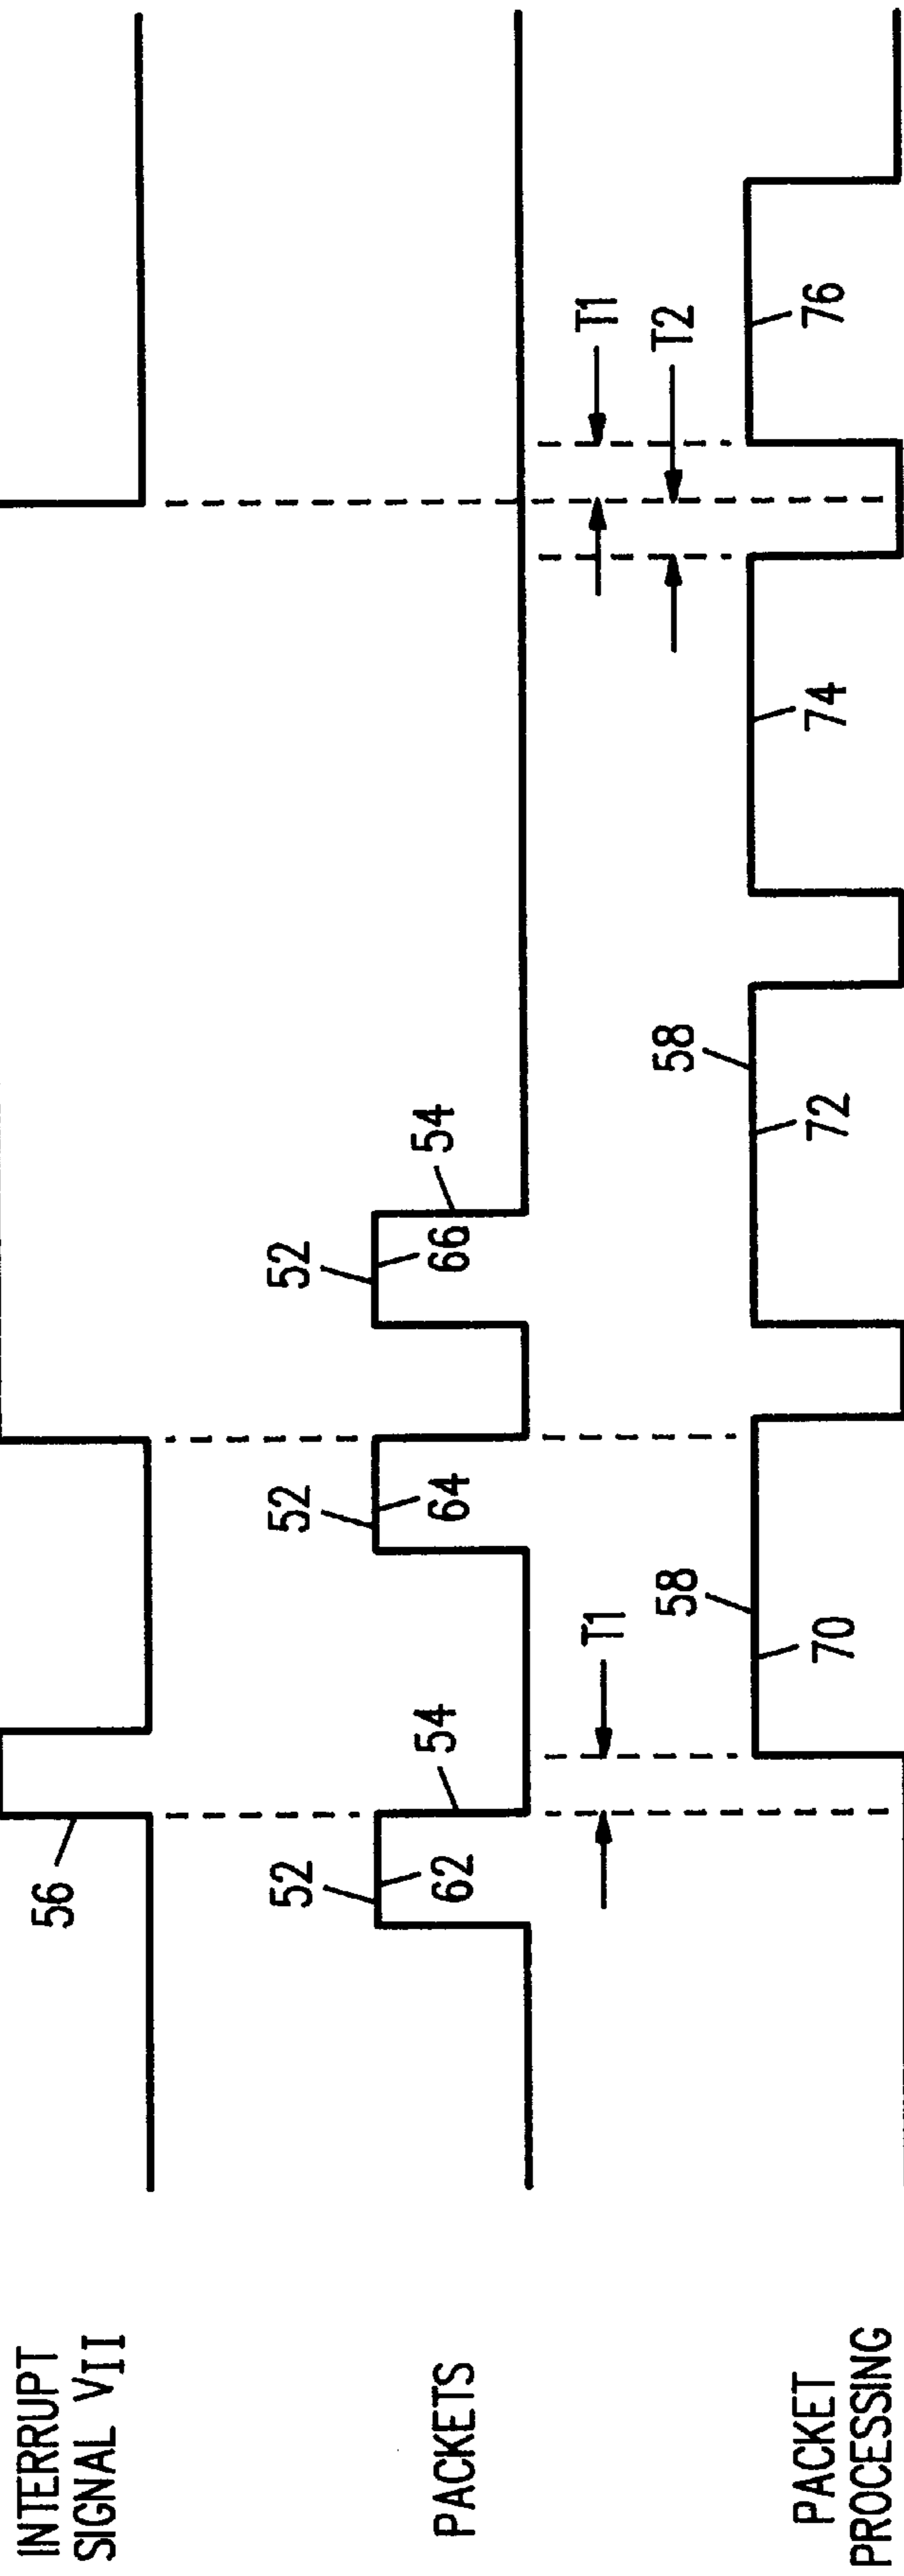 INTERRUPT
SIGNAL VII
56
PACKETS
52
62
54
52
64
52
66
54
T1
T1
T2
PACKET
PROCESSING
58
70
58
72
74
76